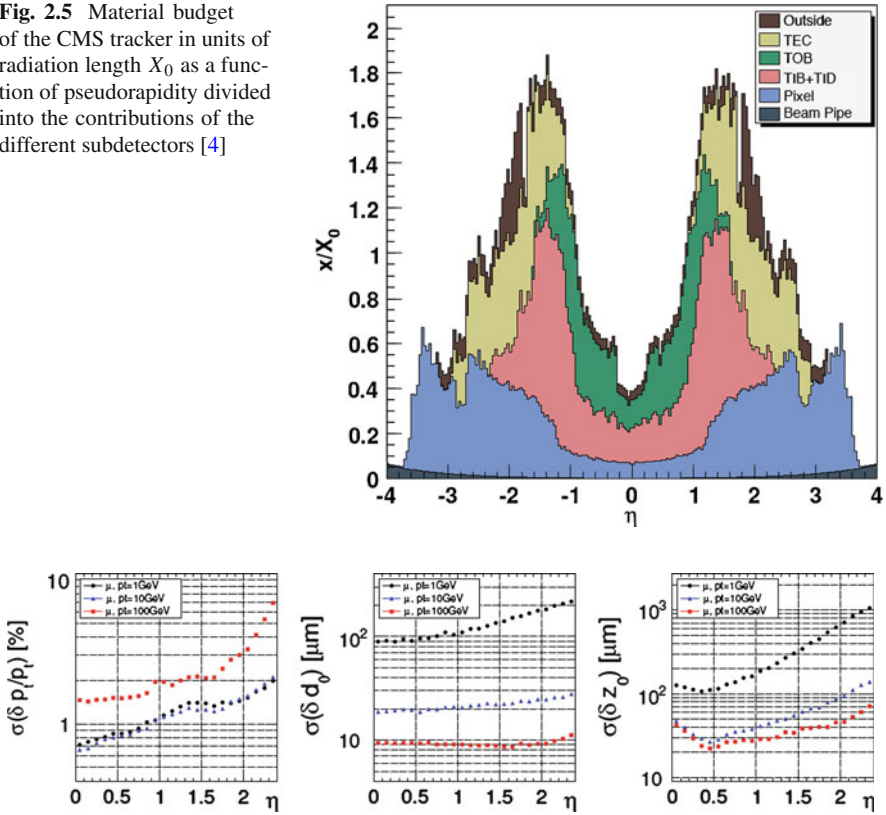 Fig. 2.5 Material budget
of the CMS tracker in units of
radiation length X0 as a func-
tion of pseudorapidity divided
into the contributions of the
different subdetectors [4]
2
1.8
1.6
1.4
1.2
1
0.8
0.6
0.4
0.2
0
x/X0
-4 -3 -2 -1 0 1 2 3 4
η
Outside
TEC
TOB
TIB+TID
Pixel
Beam Pipe
10
1
σ(δ pt/pt) [%]
μ, pt=1GeV
μ, pt=10GeV
μ, pt=100GeV
0 0.5 1 1.5 2 η
10²
10
σ(δ d0) [μm]
μ, pt=1GeV
μ, pt=10GeV
μ, pt=100GeV
0 0.5 1 1.5 2 η
10³
10²
10
σ(δ z0) [μm]
μ, pt=1GeV
μ, pt=10GeV
μ, pt=100GeV
0 0.5 1 1.5 2 η